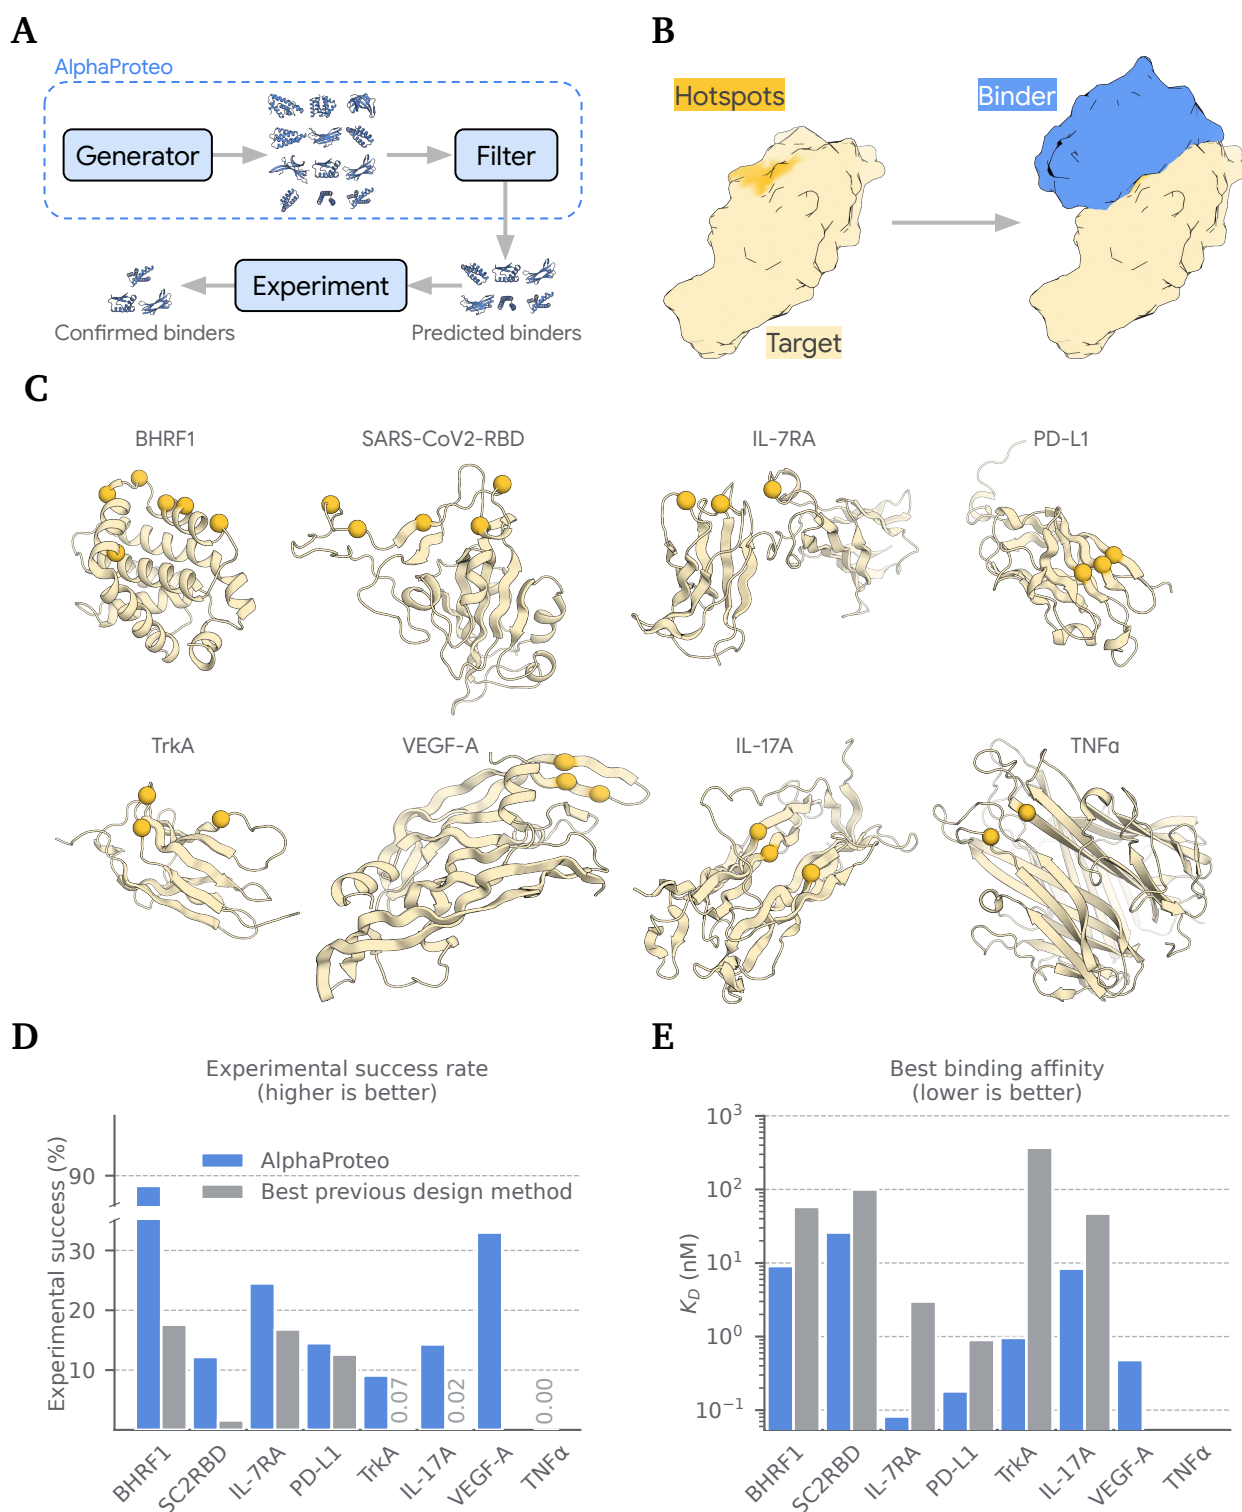 A
AlphaProteo
Generator
Filter
Experiment
Confirmed binders
Predicted binders
B
Hotspots
Binder
Target
C
BHRF1
SARS-CoV2-RBD
IL-7RA
PD-L1
TrkA
VEGF-A
IL-17A
TNFα
D
Experimental success rate
(higher is better)
Experimental success (%)
90
30
20
10
AlphaProteo
Best previous design method
0.07
0.02
0.00
BHRF1
SC2RBD
IL-7RA
PD-L1
TrkA
IL-17A
VEGF-A
TNFα
E
Best binding affinity
(lower is better)
K_D (nM)
10³
10²
10¹
10⁰
10⁻¹
BHRF1
SC2RBD
IL-7RA
PD-L1
TrkA
IL-17A
VEGF-A
TNFα